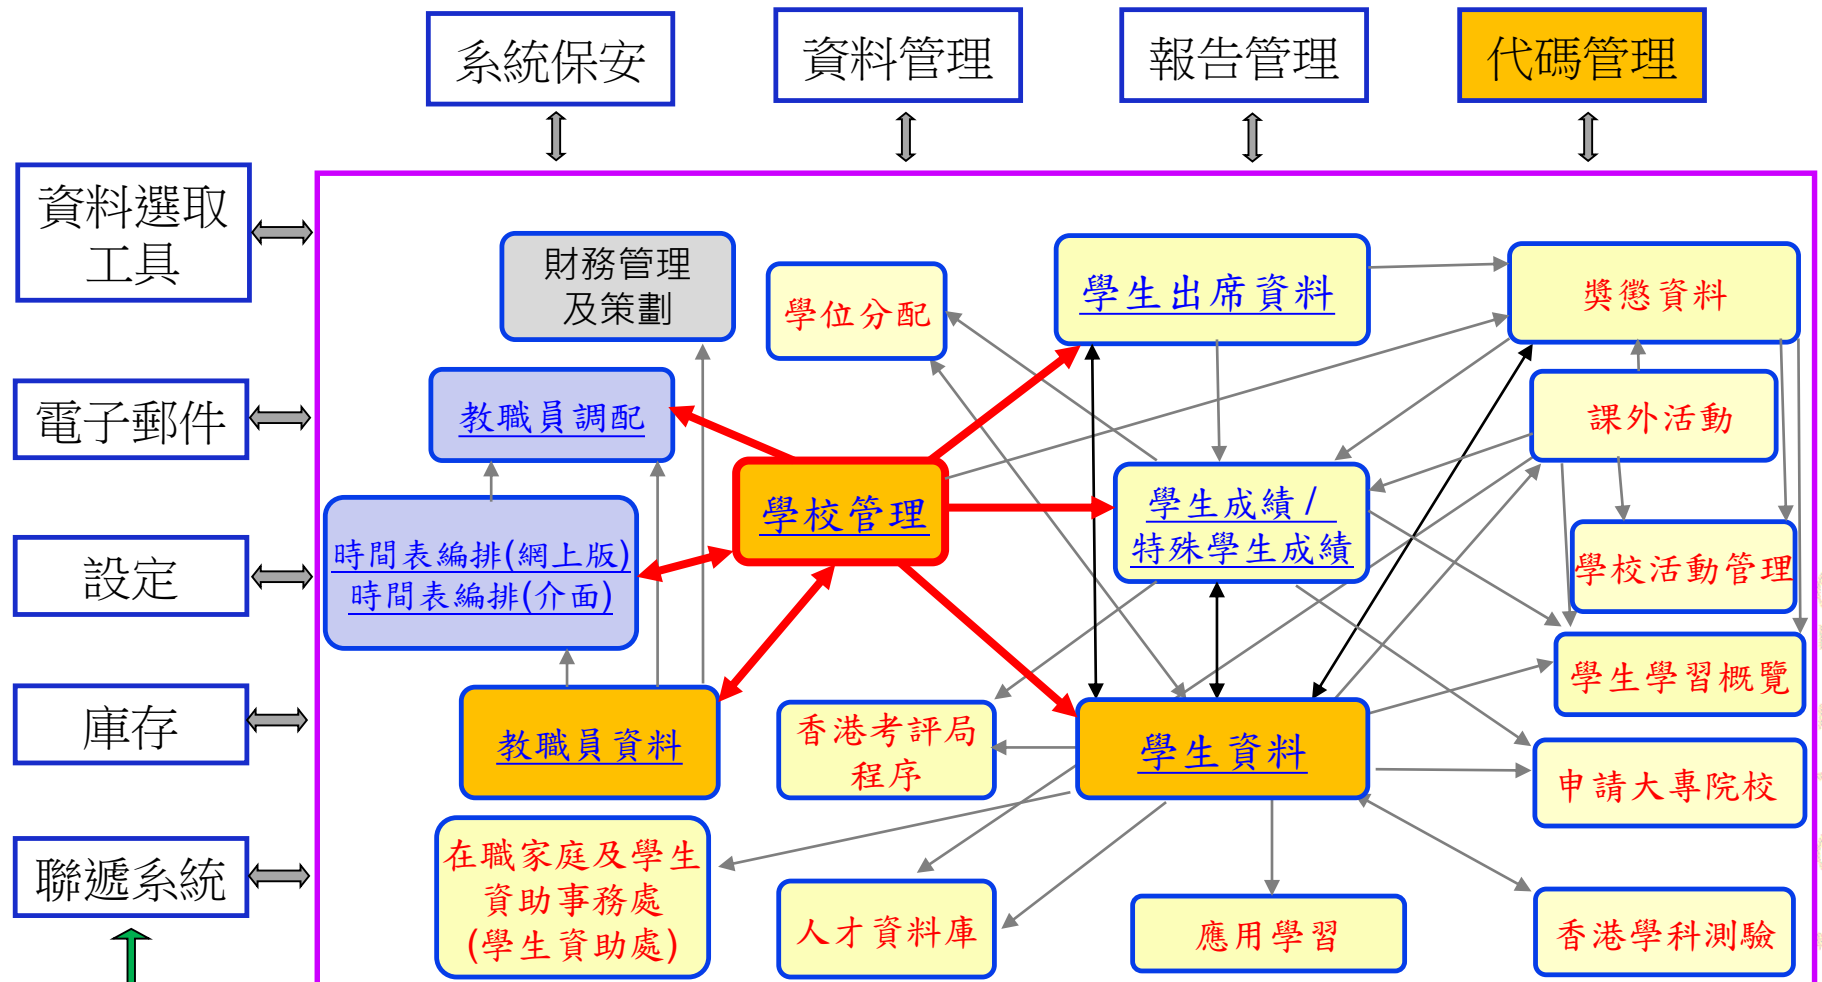 系統保安
資料管理
報告管理
代碼管理
資料選取
工具
電子郵件
設定
庫存
聯遞系統
財務管理
及策劃
學位分配
學生出席資料
獎懲資料
教職員調配
課外活動
學校管理
學生成績 /
特殊學生成績
時間表編排(網上版)
時間表編排(介面)
學校活動管理
學生學習概覽
教職員資料
香港考評局
程序
學生資料
申請大專院校
在職家庭及學生
資助事務處
(學生資助處)
人才資料庫
應用學習
香港學科測驗